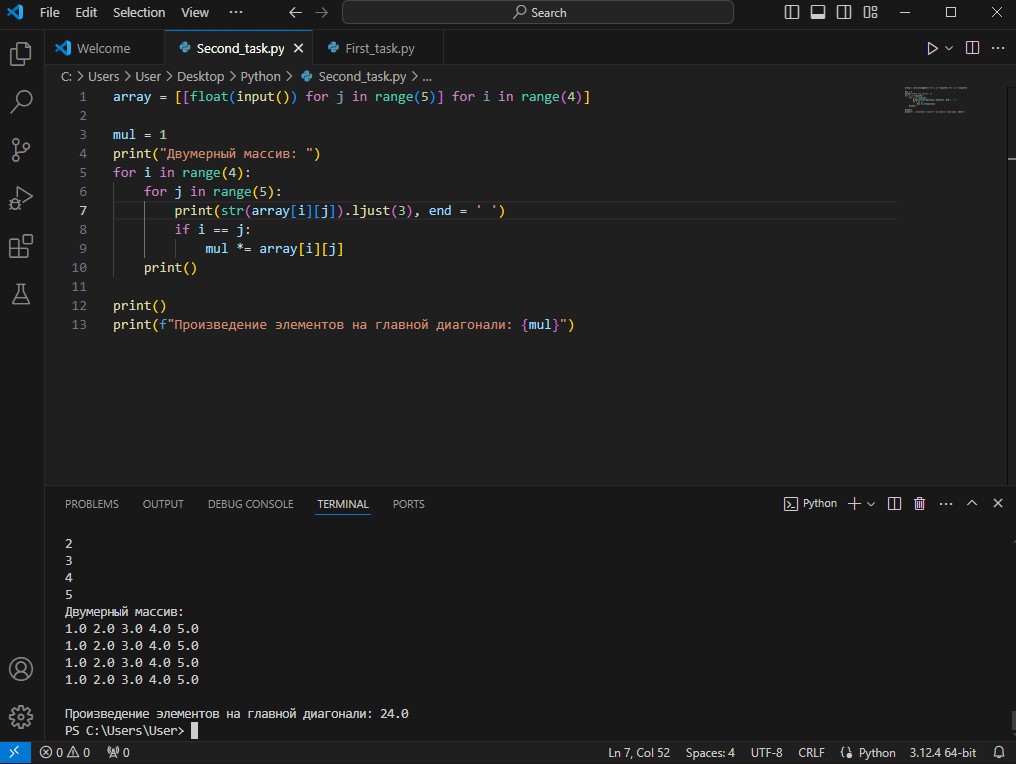 File Edit Selection View ··· Search
Welcome Second_task.py First_task.py
C: > Users > User > Desktop > Python > Second_task.py > ...
1 array = [[float(input()) for j in range(5)] for i in range(4)]
2
3 mul = 1
4 print("Двумерный массив: ")
5 for i in range(4):
6 for j in range(5):
7 print(str(array[i][j]).ljust(3), end = ' ')
8 if i == j:
9 mul *= array[i][j]
10 print()
11
12 print()
13 print(f"Произведение элементов на главной диагонали: {mul}")
PROBLEMS OUTPUT DEBUG CONSOLE TERMINAL PORTS Python
2
3
4
5
Двумерный массив:
1.0 2.0 3.0 4.0 5.0
1.0 2.0 3.0 4.0 5.0
1.0 2.0 3.0 4.0 5.0
1.0 2.0 3.0 4.0 5.0
Произведение элементов на главной диагонали: 24.0
PS C:\Users\User>
0 0 0 Ln 7, Col 52 Spaces: 4 UTF-8 CRLF Python 3.12.4 64-bit